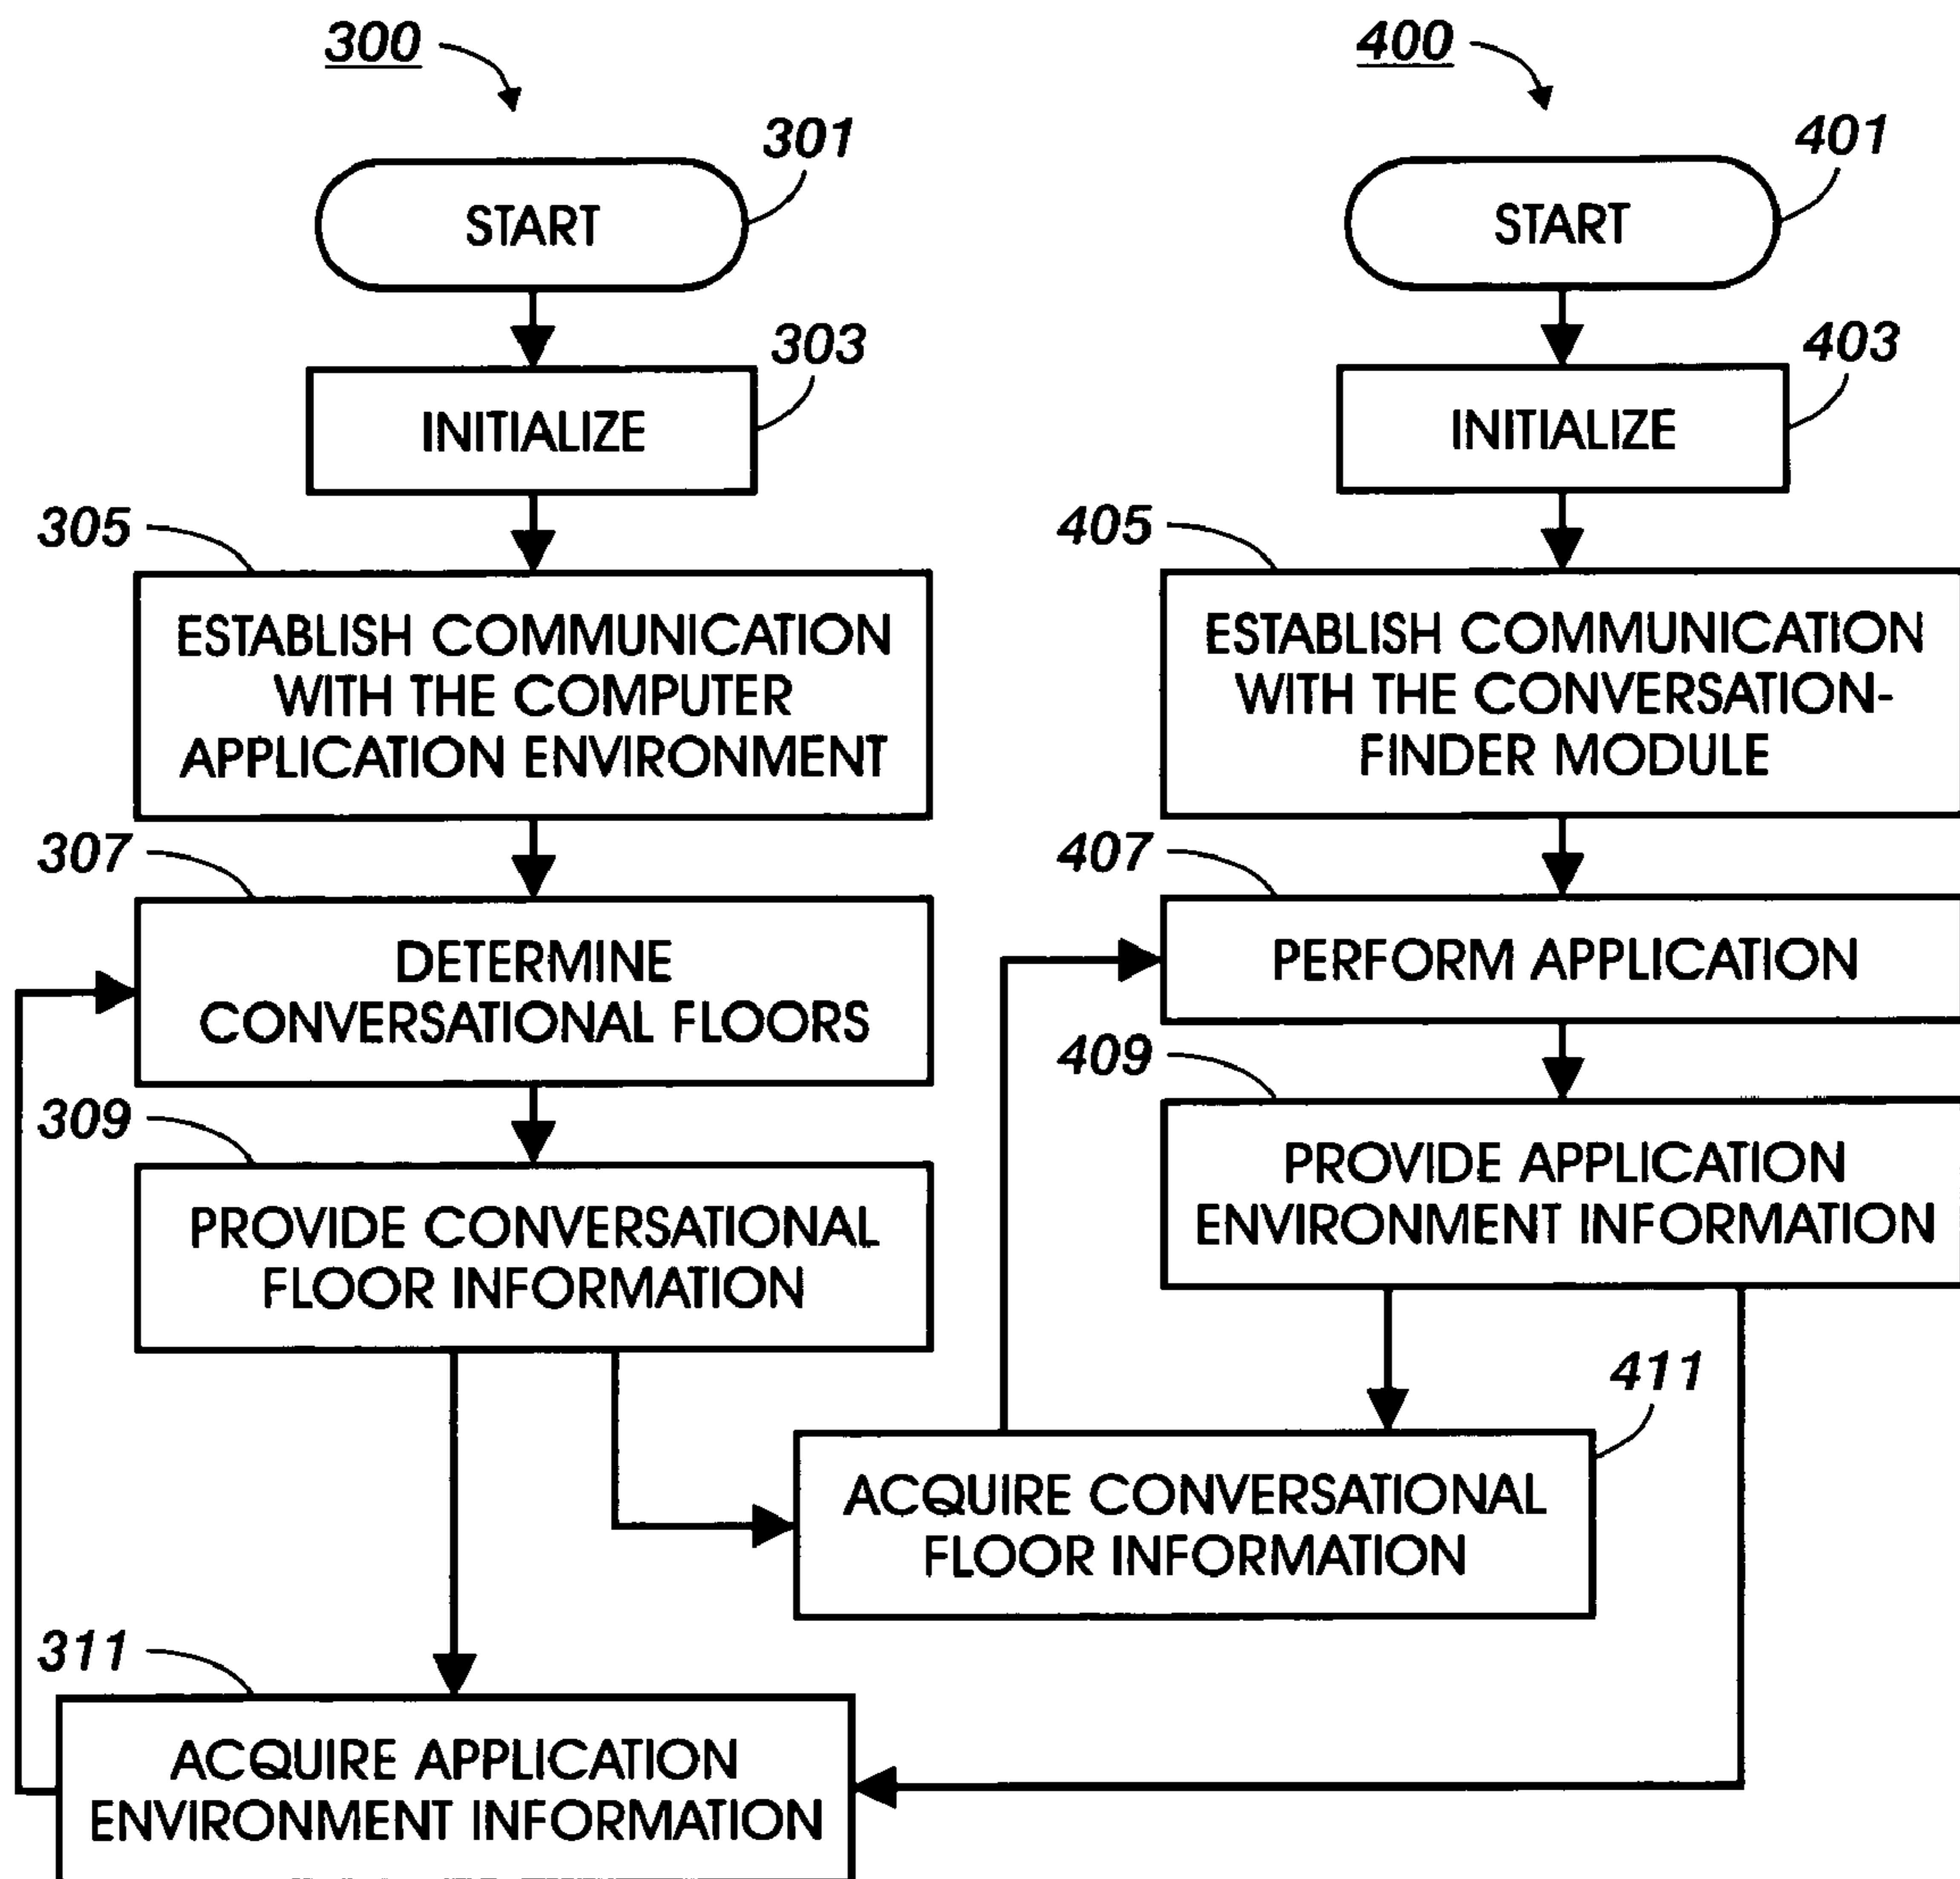 300
301
START
303
INITIALIZE
305
ESTABLISH COMMUNICATION
WITH THE COMPUTER
APPLICATION ENVIRONMENT
307
DETERMINE
CONVERSATIONAL FLOORS
309
PROVIDE CONVERSATIONAL
FLOOR INFORMATION
311
ACQUIRE APPLICATION
ENVIRONMENT INFORMATION
400
401
START
403
INITIALIZE
405
ESTABLISH COMMUNICATION
WITH THE CONVERSATION-
FINDER MODULE
407
PERFORM APPLICATION
409
PROVIDE APPLICATION
ENVIRONMENT INFORMATION
411
ACQUIRE CONVERSATIONAL
FLOOR INFORMATION